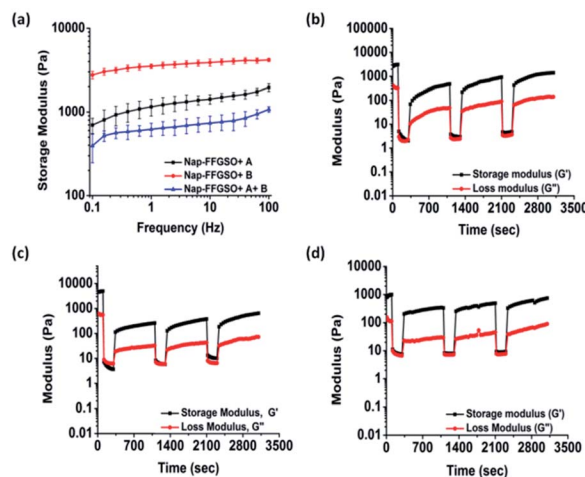 (a)
Storage Modulus (Pa)
10000
1000
100
0.1
1
10
100
Frequency (Hz)
Nap-FFGSO+ A
Nap-FFGSO+ B
Nap-FFGSO+ A + B
(b)
Modulus (Pa)
100000
10000
1000
100
10
1
0.1
0.01
0
700
1400
2100
2800
3500
Time (sec)
Storage modulus (G')
Loss modulus (G")
(c)
Modulus (Pa)
10000
1000
100
10
1
0.1
0.01
0
700
1400
2100
2800
3500
Time (sec)
Storage Modulus, G'
Loss Modulus, G"
(d)
Modulus (Pa)
10000
1000
100
10
1
0.1
0.01
0
700
1400
2100
2800
3500
Time (sec)
Storage modulus (G')
Loss Modulus (G")